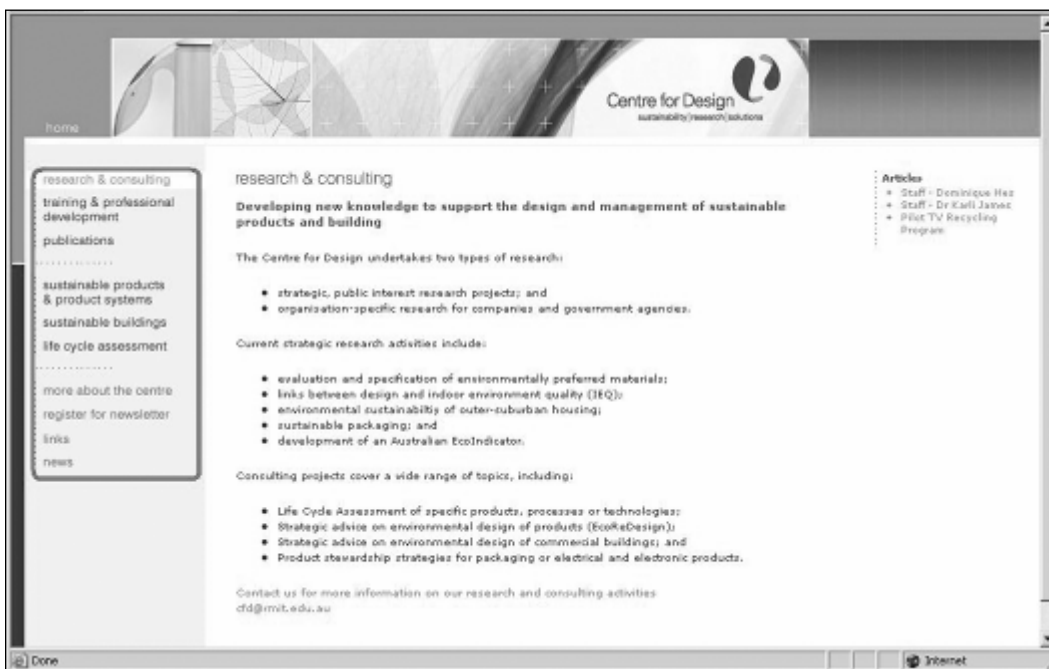 Centre for Design
sustainability|research|solutions
home
research & consulting
training & professional
development
publications
sustainable products
& product systems
sustainable buildings
life cycle assessment
more about the centre
register for newsletter
links
news
research & consulting
Developing new knowledge to support the design and management of sustainable
products and building
The Centre for Design undertakes two types of research:
• strategic, public interest research projects; and
• organisation-specific research for companies and government agencies.
Current strategic research activities include:
• evaluation and specification of environmentally preferred materials;
• links between design and indoor environment quality (IEQ);
• environmental sustainabiltiy of outer-suburban housing;
• sustainable packaging; and
• development of an Australian EcoIndicator.
Consulting projects cover a wide range of topics, including:
• Life Cycle Assessment of specific products, processes or technologies;
• Strategic advice on environmental design of products (EcoReDesign);
• Strategic advice on environmental design of commercial buildings; and
• Product stewardship strategies for packaging or electrical and electronic products.
Contact us for more information on our research and consulting activities
cfd@rmit.edu.au
Articles
+ Staff - Dominique Hes
+ Staff - Dr Karli James
+ Pilot TV Recycling
Program
Done
Internet